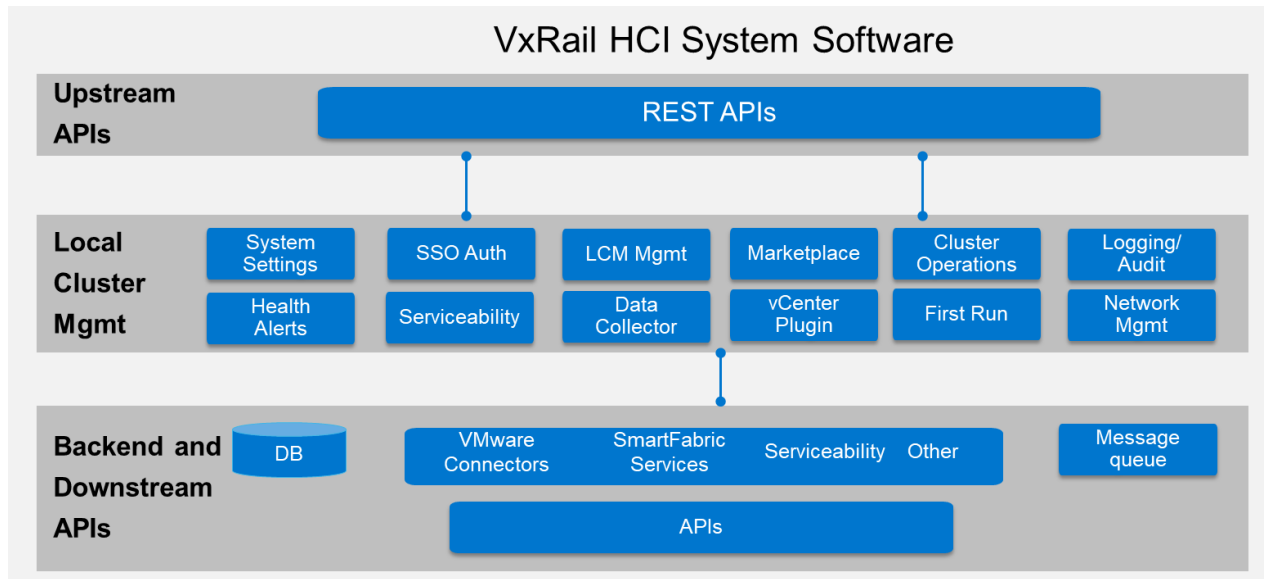 VxRail HCI System Software
Upstream
APIs
REST APIs
Local
Cluster
Mgmt
System
Settings
SSO Auth
LCM Mgmt
Marketplace
Cluster
Operations
Logging/
Audit
Health
Alerts
Serviceability
Data
Collector
vCenter
Plugin
First Run
Network
Mgmt
Backend and
Downstream
APIs
DB
VMware
Connectors
SmartFabric
Services
Serviceability
Other
Message
queue
APIs